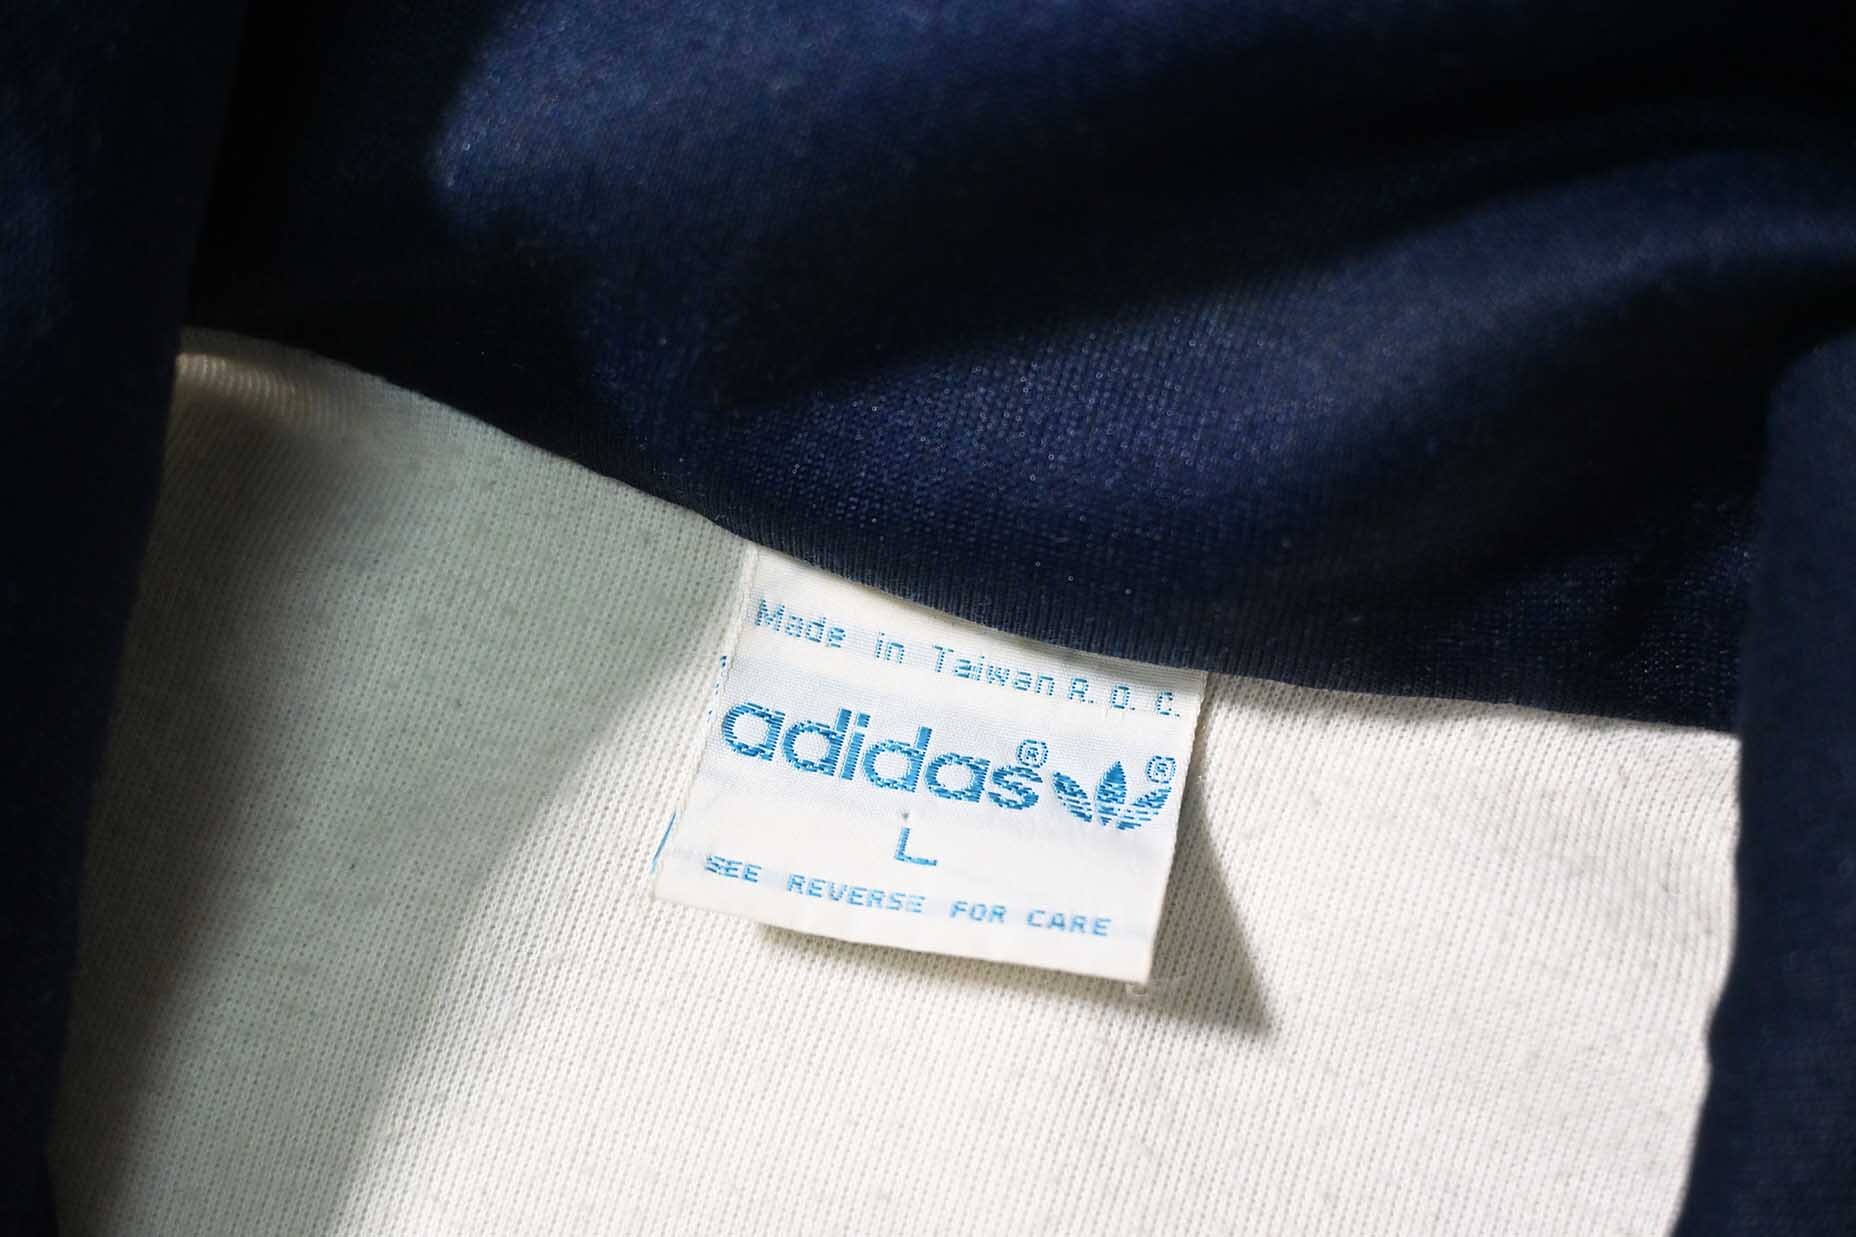 Made in Taiwan R.O.C.
adidas® ®
L
SEE REVERSE FOR CARE